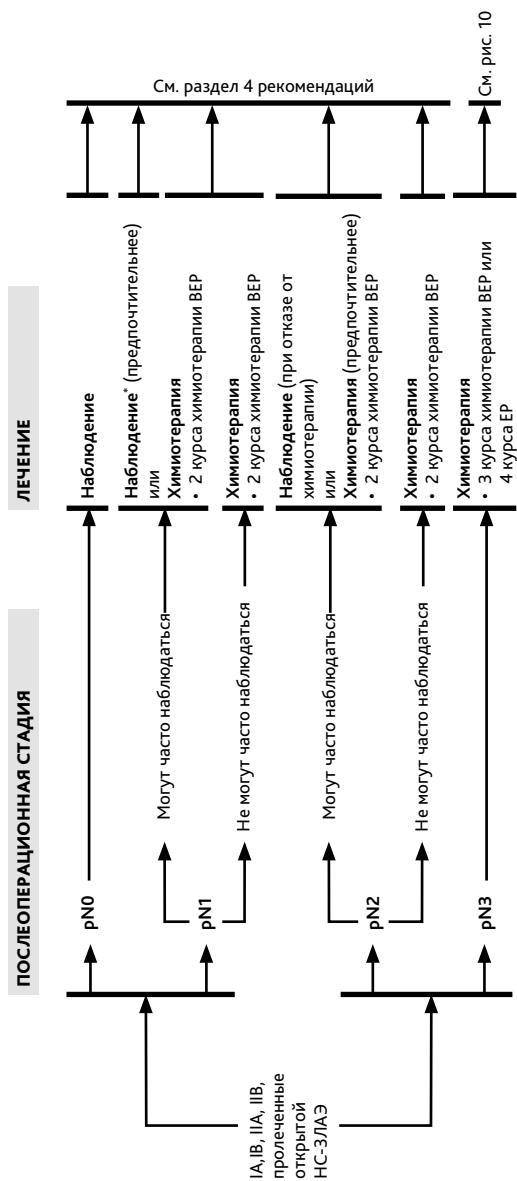 ПОСЛЕОПЕРАЦИОННАЯ СТАДИЯ
ЛЕЧЕНИЕ
IA,IB, IIA, IIB,
пролеченные
открытой
НС-ЗЛАЭ
pN0
Наблюдение
pN1
Могут часто наблюдаться
Наблюдение* (предпочтительнее)
или
Химиотерапия
• 2 курса химиотерапии BEP
Не могут часто наблюдаться
Химиотерапия
• 2 курса химиотерапии BEP
pN2
Могут часто наблюдаться
Наблюдение (при отказе от
химиотерапии)
или
Химиотерапия (предпочтительнее)
• 2 курса химиотерапии BEP
Не могут часто наблюдаться
Химиотерапия
• 2 курса химиотерапии BEP
pN3
Химиотерапия
• 3 курса химиотерапии BEP или
4 курса EP
См. раздел 4 рекомендаций
См. рис. 10